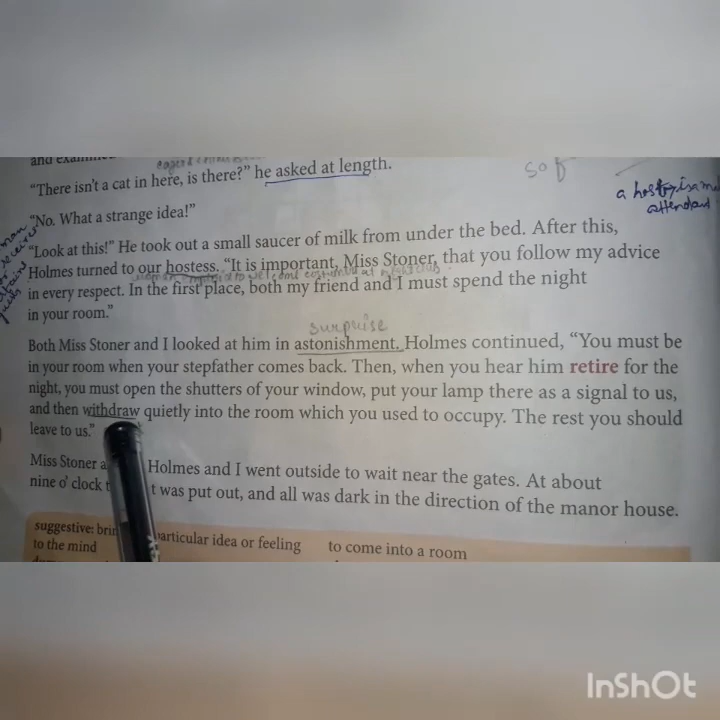 and
"There isn't a cat in here, is there?" he asked at length.
sof
a host is a
attendant
"No. What a strange idea!"
"Look at this!" He took out a small saucer of milk from under the bed. After this,
Holmes turned to our hostess. "It is important, Miss Stoner, that you follow my advice
in every respect. In the first place, both my friend and I must spend the night
in your room."
surprise
Both Miss Stoner and I looked at him in astonishment. Holmes continued, "You must be
in your room when your stepfather comes back. Then, when you hear him retire for the
night, you must open the shutters of your window, put your lamp there as a signal to us,
and then withdraw quietly into the room which you used to occupy. The rest you should
leave to us."
Miss Stoner Holmes and I went outside to wait near the gates. At about
nine o' clock t was put out, and all was dark in the direction of the manor house.
suggestive: particular idea or feeling to come into a room
to the mind
InShOt